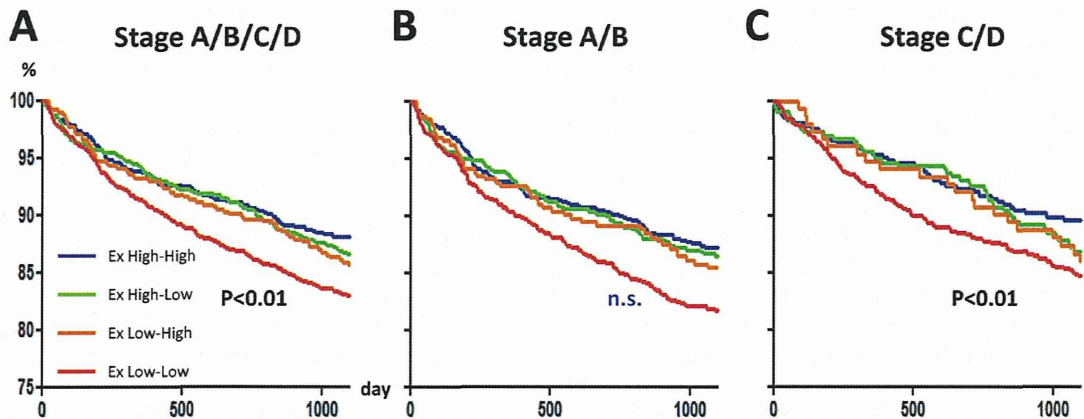 A Stage A/B/C/D
B Stage A/B
C Stage C/D
%
100
95
90
85
80
75
Ex High-High
Ex High-Low
Ex Low-High
Ex Low-Low
P<0.01
n.s.
P<0.01
0 500 1000 day
0 500 1000
0 500 1000